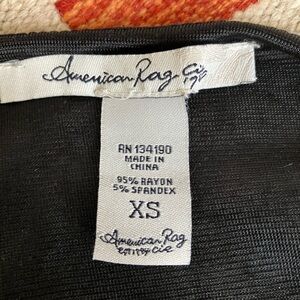 American Rag Cie
RN 134190
MADE IN
CHINA
95% RAYON
5% SPANDEX
XS
American Rag
Cie